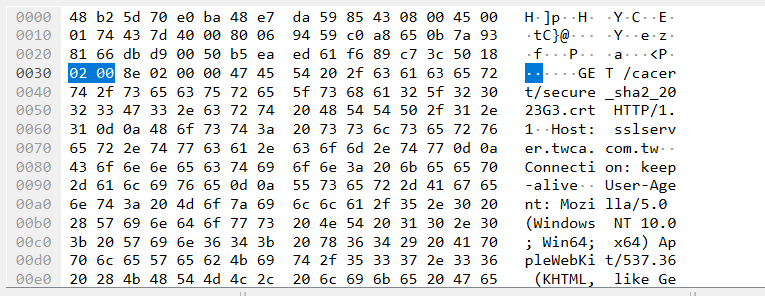 0000 48 b2 5d 70 e0 ba 48 e7 da 59 85 43 08 00 45 00 H·]p··H· ·Y·C··E·
0010 01 74 43 7d 40 00 80 06 94 59 c0 a8 65 0b 7a 93 ·tC}@··· ·Y··e·z·
0020 81 66 db d9 00 50 b5 ea ed 61 f6 89 c7 3c 50 18 ·f···P·· ·a···<P·
0030 02 00 8e 02 00 00 47 45 54 20 2f 63 61 63 65 72 ······GE T /cacer
0040 74 2f 73 65 63 75 72 65 5f 73 68 61 32 5f 32 30 t/secure _sha2_20
0050 32 33 47 33 2e 63 72 74 20 48 54 54 50 2f 31 2e 23G3.crt HTTP/1.
0060 31 0d 0a 48 6f 73 74 3a 20 73 73 6c 73 65 72 76 1··Host: sslserv
0070 65 72 2e 74 77 63 61 2e 63 6f 6d 2e 74 77 0d 0a er.twca. com.tw··
0080 43 6f 6e 6e 65 63 74 69 6f 6e 3a 20 6b 65 65 70 Connecti on: keep
0090 2d 61 6c 69 76 65 0d 0a 55 73 65 72 2d 41 67 65 -alive·· User-Age
00a0 6e 74 3a 20 4d 6f 7a 69 6c 6c 61 2f 35 2e 30 20 nt: Mozi lla/5.0
00b0 28 57 69 6e 64 6f 77 73 20 4e 54 20 31 30 2e 30 (Windows NT 10.0
00c0 3b 20 57 69 6e 36 34 3b 20 78 36 34 29 20 41 70 ; Win64; x64) Ap
00d0 70 6c 65 57 65 62 4b 69 74 2f 35 33 37 2e 33 36 pleWebKi t/537.36
00e0 20 28 4b 48 54 4d 4c 2c 20 6c 69 6b 65 20 47 65 (KHTML, like Ge